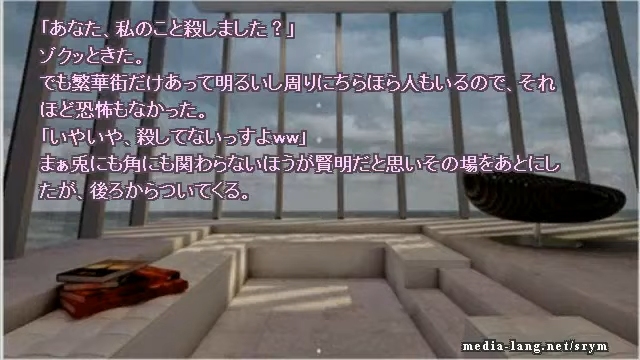 「あなた、私のこと殺しました？」
ゾクッときた。
でも繁華街だけあって明るいし周りにちらほら人もいるので、それ
ほど恐怖もなかった。
「いやいや、殺してないっすよww」
まぁ兎にも角にも関わらないほうが賢明だと思いその場をあとにし
たが、後ろからついてくる。
media-lang.net/srym